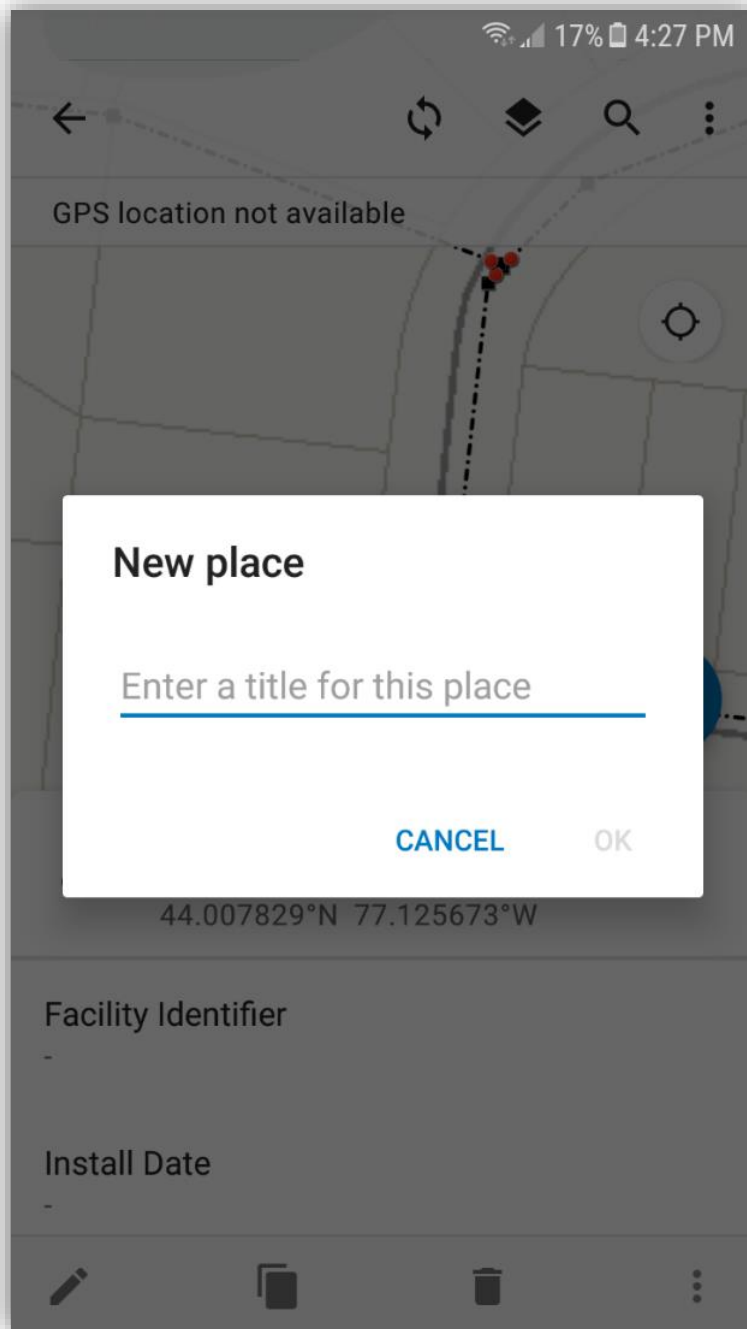 17% 4:27 PM
GPS location not available
New place
Enter a title for this place
CANCEL OK
44.007829°N 77.125673°W
Facility Identifier
-
Install Date
-